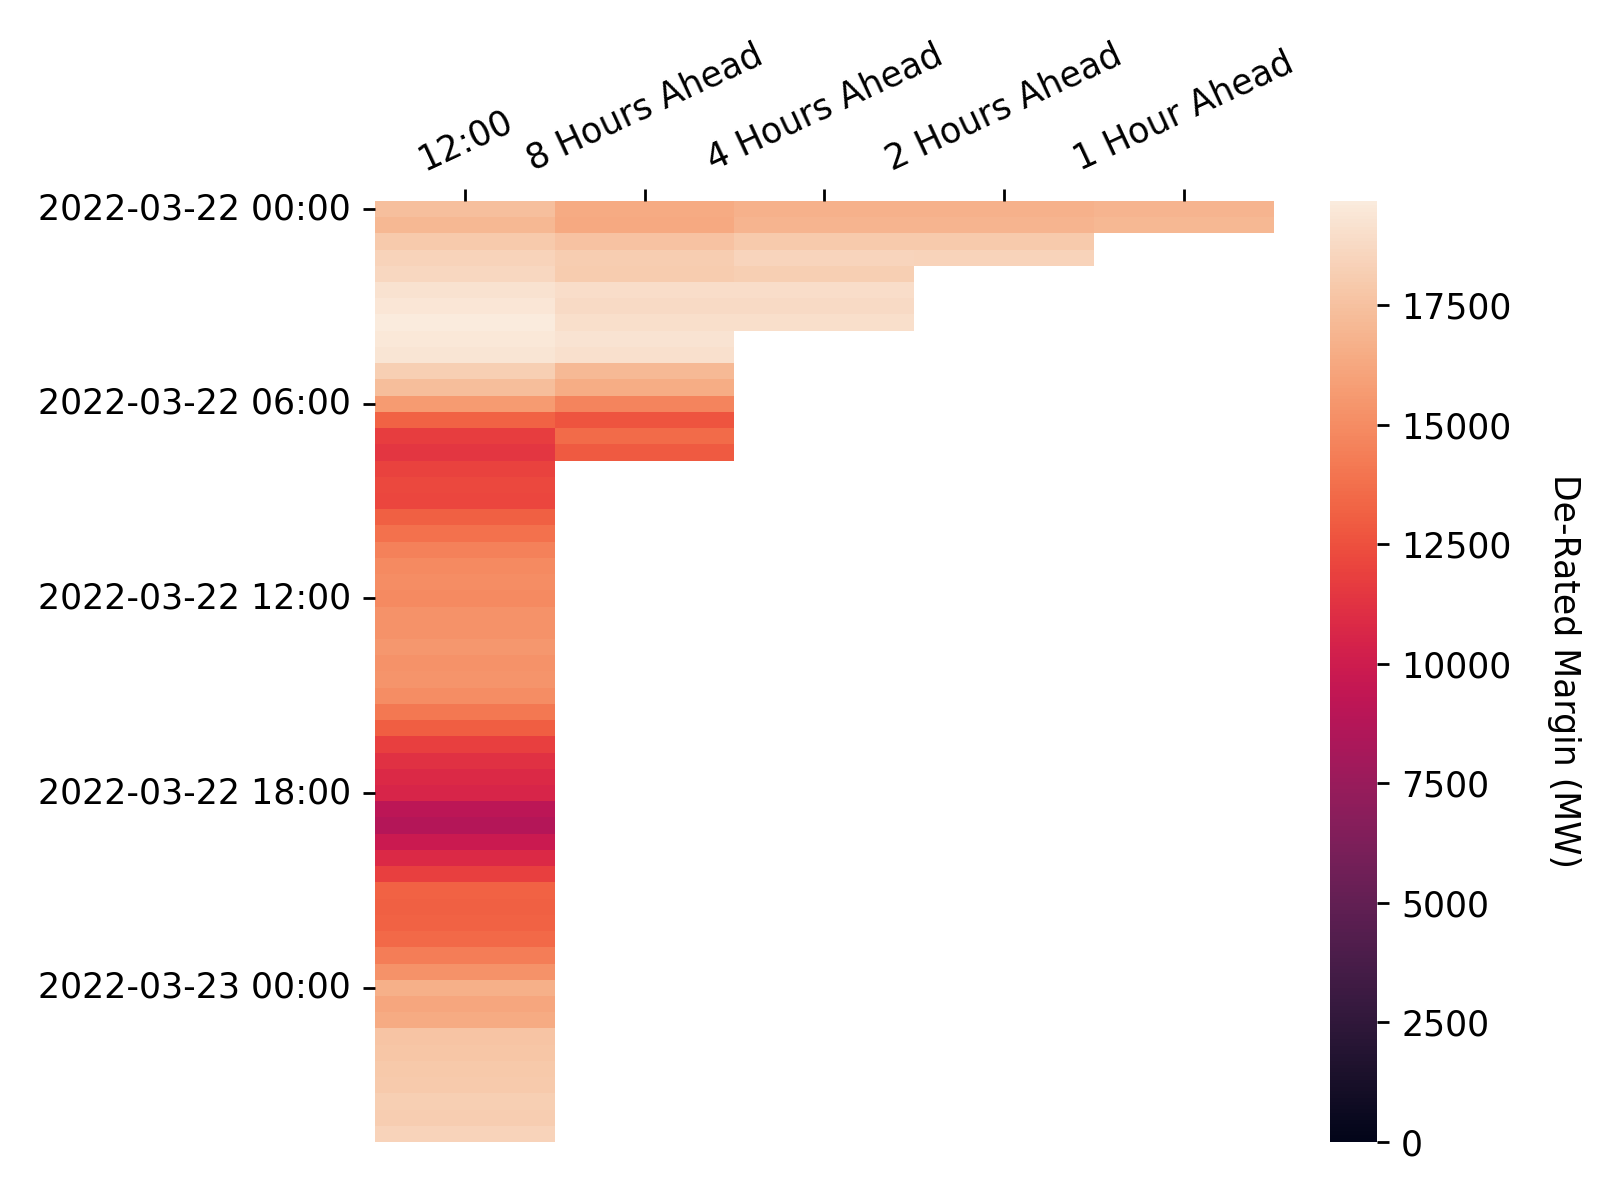 12:00
8 Hours Ahead
4 Hours Ahead
2 Hours Ahead
1 Hour Ahead
2022-03-22 00:00
2022-03-22 06:00
2022-03-22 12:00
2022-03-22 18:00
2022-03-23 00:00
17500
15000
12500
10000
7500
5000
2500
0
De-Rated Margin (MW)